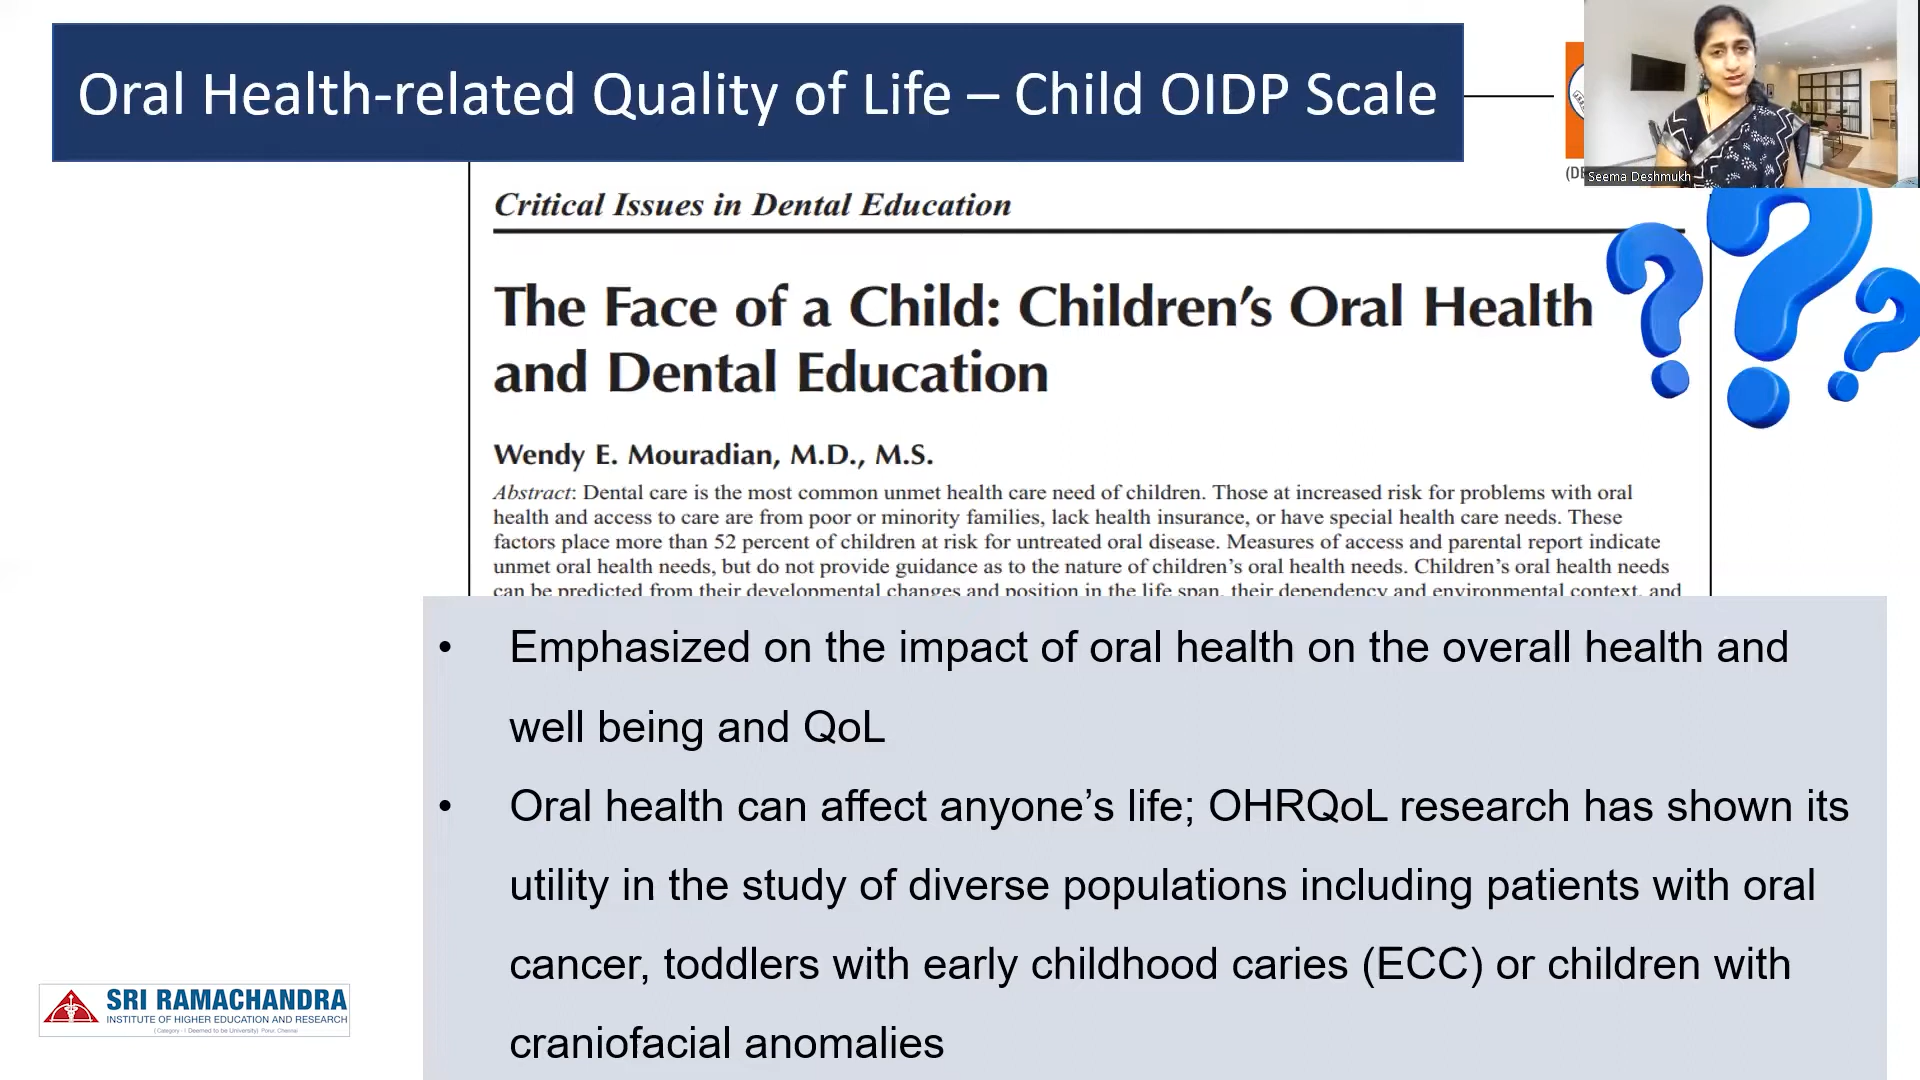 Oral Health-related Quality of Life – Child OIDP Scale
(DE
Seema Deshmukh
Critical Issues in Dental Education
The Face of a Child: Children’s Oral Health
and Dental Education
Wendy E. Mouradian, M.D., M.S.
Abstract: Dental care is the most common unmet health care need of children. Those at increased risk for problems with oral
health and access to care are from poor or minority families, lack health insurance, or have special health care needs. These
factors place more than 52 percent of children at risk for untreated oral disease. Measures of access and parental report indicate
unmet oral health needs, but do not provide guidance as to the nature of children’s oral health needs. Children’s oral health needs
can be predicted from their developmental changes and position in the life span, their dependency and environmental context, and
• Emphasized on the impact of oral health on the overall health and
well being and QoL
• Oral health can affect anyone’s life; OHRQoL research has shown its
utility in the study of diverse populations including patients with oral
cancer, toddlers with early childhood caries (ECC) or children with
craniofacial anomalies
SRI RAMACHANDRA
INSTITUTE OF HIGHER EDUCATION AND RESEARCH
(Category - I Deemed to be University) Porur, Chennai